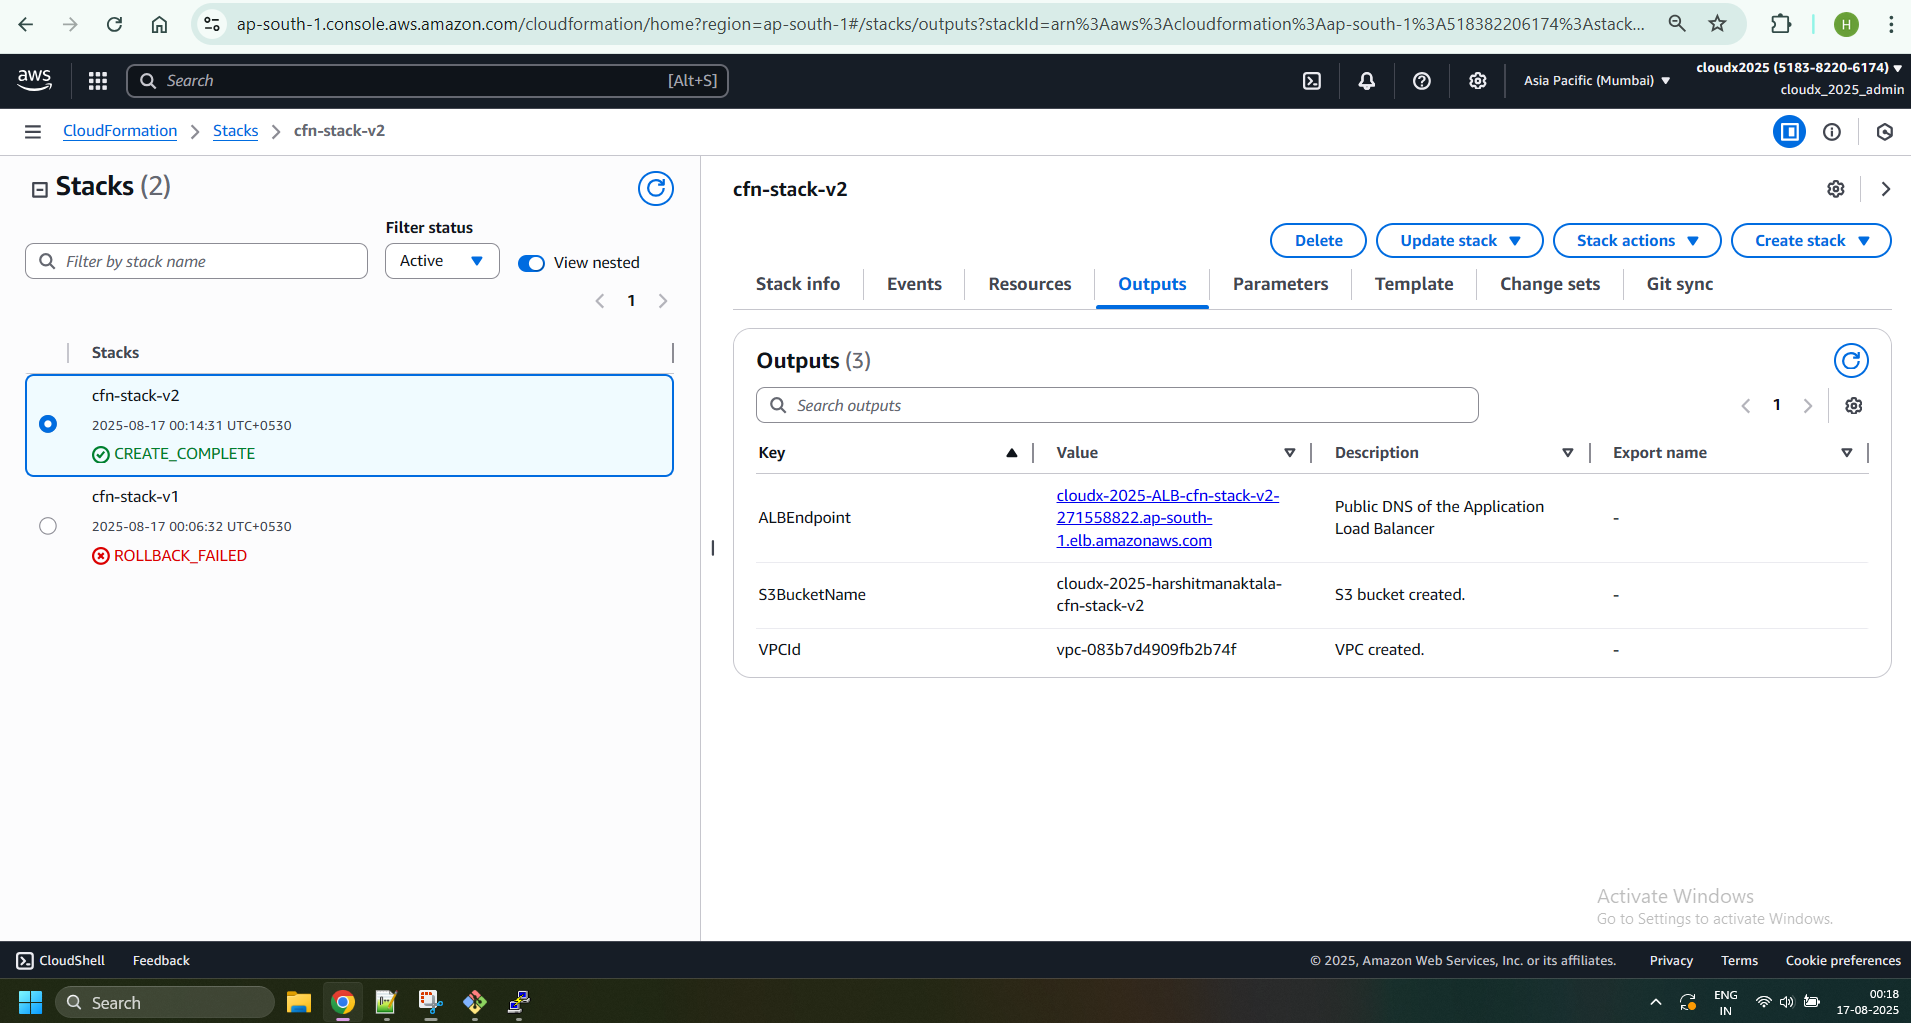 ap-south-1.console.aws.amazon.com/cloudformation/home?region=ap-south-1#/stacks/outputs?stackId=arn%3Aaws%3Acloudformation%3Aap-south-1%3A518382206174%3Astack...
H
aws
Search
[Alt+S]
Asia Pacific (Mumbai)
cloudx2025 (5183-8220-6174)
cloudx_2025_admin
CloudFormation
Stacks
cfn-stack-v2
Stacks (2)
Filter status
Filter by stack name
Active
View nested
1
Stacks
cfn-stack-v2
2025-08-17 00:14:31 UTC+0530
CREATE_COMPLETE
cfn-stack-v1
2025-08-17 00:06:32 UTC+0530
ROLLBACK_FAILED
cfn-stack-v2
Delete
Update stack
Stack actions
Create stack
Stack info
Events
Resources
Outputs
Parameters
Template
Change sets
Git sync
Outputs (3)
Search outputs
1
Key
Value
Description
Export name
ALBEndpoint
cloudx-2025-ALB-cfn-stack-v2-
271558822.ap-south-
1.elb.amazonaws.com
Public DNS of the Application
Load Balancer
-
S3BucketName
cloudx-2025-harshitmanaktala-
cfn-stack-v2
S3 bucket created.
-
VPCId
vpc-083b7d4909fb2b74f
VPC created.
-
Activate Windows
Go to Settings to activate Windows.
CloudShell
Feedback
© 2025, Amazon Web Services, Inc. or its affiliates.
Privacy
Terms
Cookie preferences
Search
ENG
IN
00:18
17-08-2025